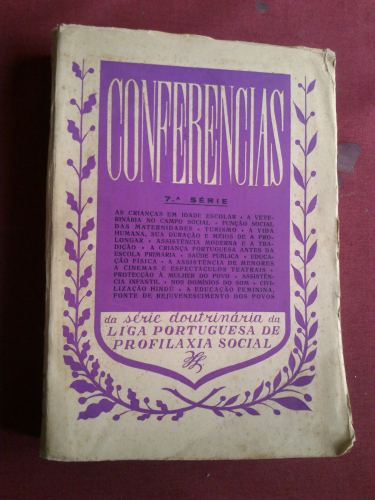 CONFERENCIAS
7.ª SÉRIE
AS CRIANÇAS EM IDADE ESCOLAR • A VETE-
RINÁRIA NO CAMPO SOCIAL • FUNÇÃO SOCIAL
DAS MATERNIDADES • TURISMO • A VIDA
HUMANA, SUA DURAÇÃO E MEIOS DE A PRO-
LONGAR • ASSISTÊNCIA MODERNA E A TRA-
DIÇÃO • A CRIANÇA PORTUGUESA ANTES DA
ESCOLA PRIMÁRIA • SAÚDE PÚBLICA • EDUCA-
ÇÃO FÍSICA • A ASSISTÊNCIA DE MENORES
A CINEMAS E ESPECTÁCULOS TEATRAIS •
PROTECÇÃO À MULHER DO POVO • ASSISTÊN-
CIA INFANTIL • NOS DOMÍNIOS DO SOM • CIVI-
LIZAÇÃO HINDÚ • A EDUCAÇÃO FEMININA,
FONTE DE REJUVENESCIMENTO DOS POVOS
da série doutrinária da
LIGA PORTUGUESA DE
PROFILAXIA SOCIAL